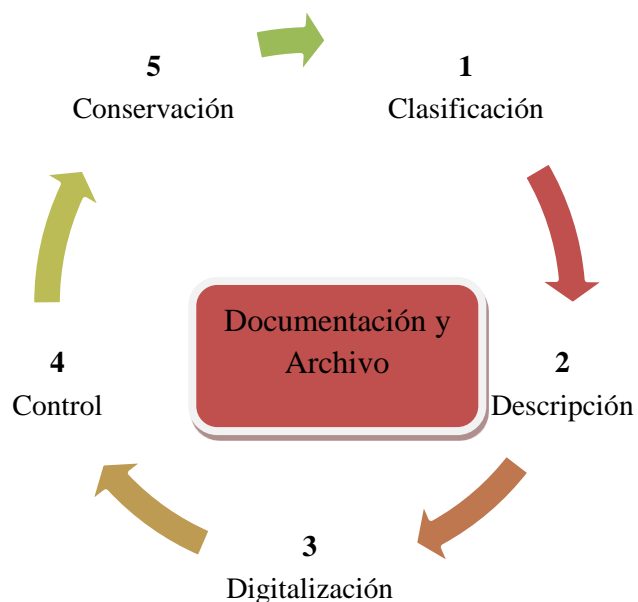 5
Conservación
1
Clasificación
Documentación y
Archivo
4
Control
2
Descripción
3
Digitalización